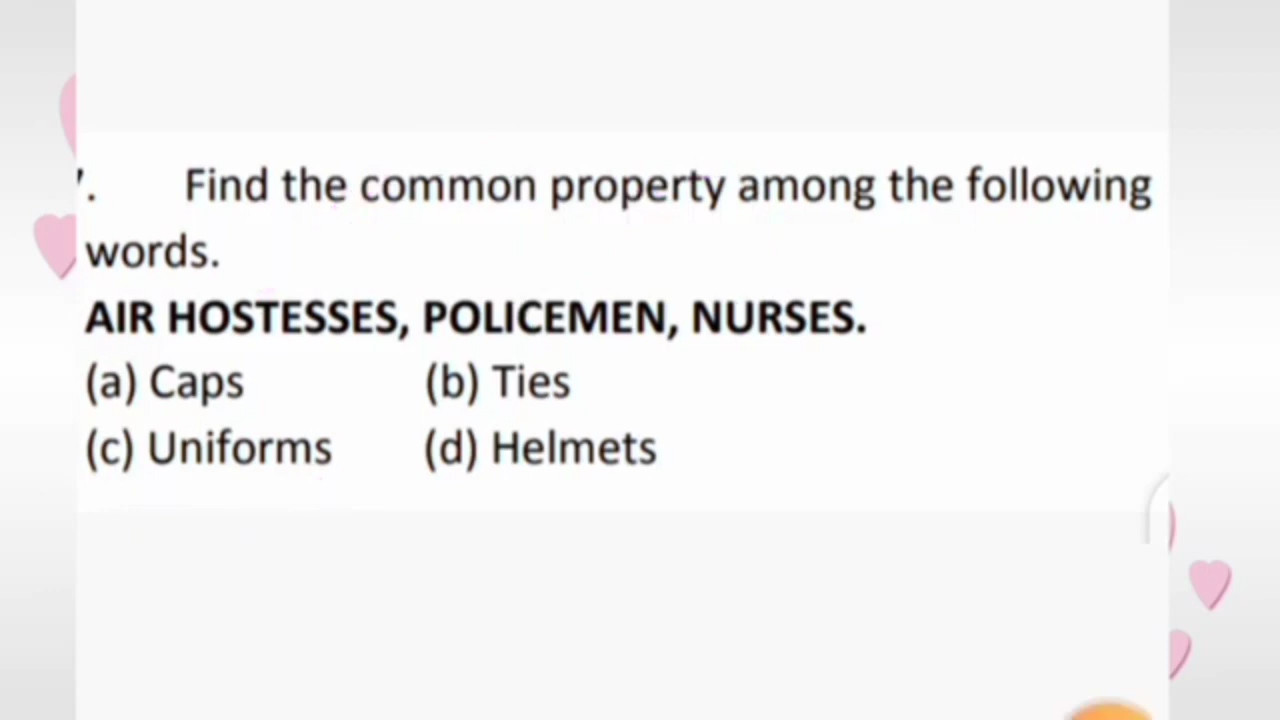 . Find the common property among the following
words.
AIR HOSTESSES, POLICEMEN, NURSES.
(a) Caps (b) Ties
(c) Uniforms (d) Helmets